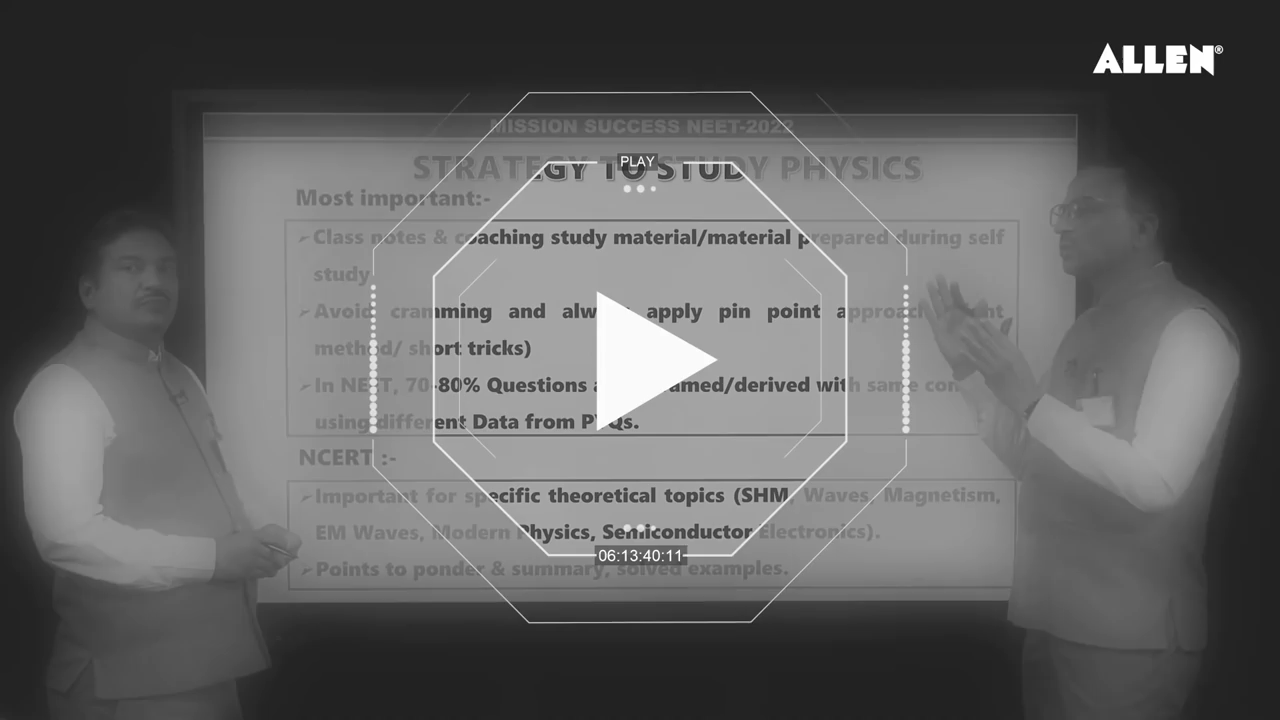 ALLEN®
MISSION SUCCESS NEET-2022
STRATEGY TO STUDY PHYSICS
PLAY
Most important:-
➢Class notes & coaching study material/material prepared during self
study
➢Avoid cramming and apply pin point
method/ short tricks)
➢In NEET, 70-80% Questions framed/derived with same
using different Data from PYQs.
NCERT :-
➢Important for specific theoretical topics (SHM, Waves, Magnetism,
EM Waves, Modern Physics, Semiconductor Electronics).
06:13:40:11
➢Points to ponder & summary, solved examples.